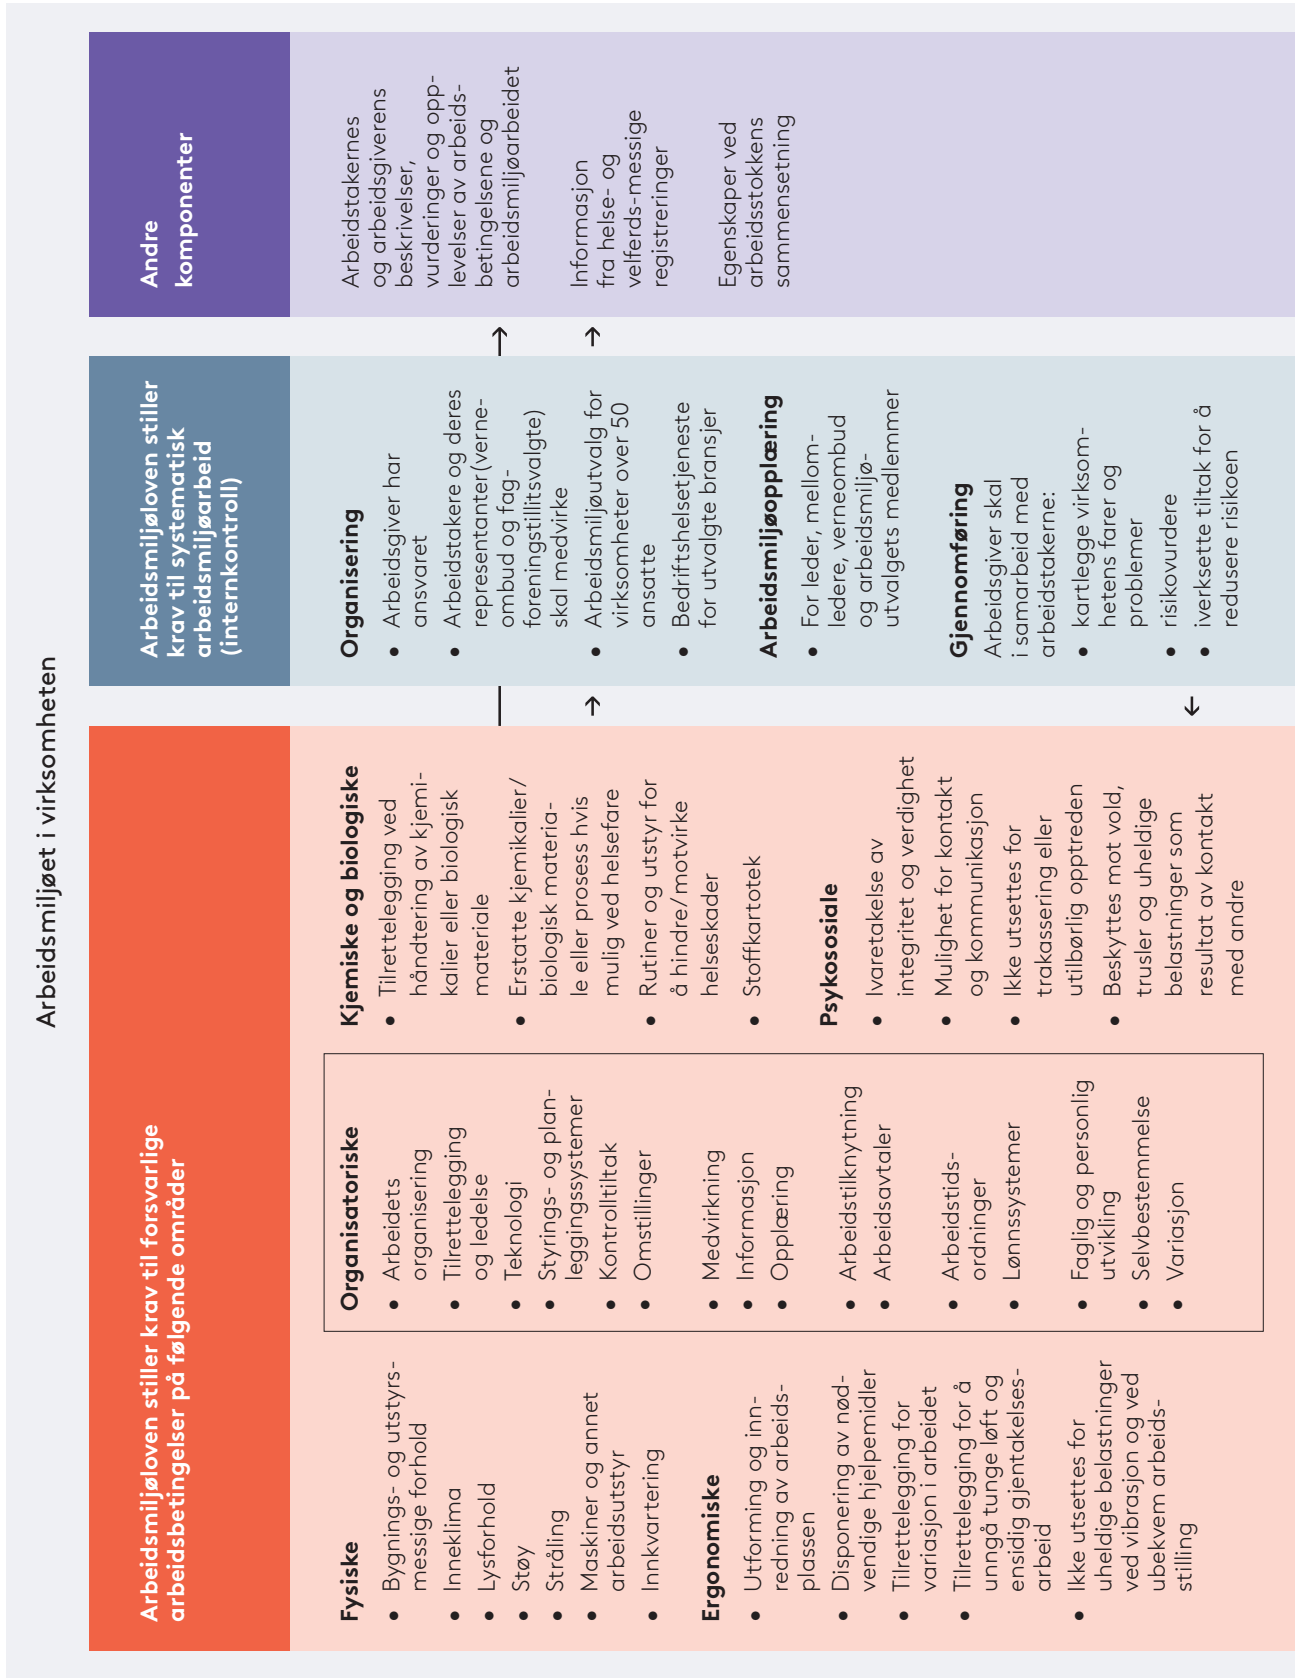 Arbeidsmiljøet i virksomheten
Arbeidsmiljøloven stiller krav til forsvarlige
arbeidsbetingelser på følgende områder
Fysiske
• Bygnings- og utstyrs-
messige forhold
• Inneklima
• Lysforhold
• Støy
• Stråling
• Maskiner og annet
arbeidsutstyr
• Innkvartering
Ergonomiske
• Utforming og inn-
redning av arbeids-
plassen
• Disponering av nød-
vendige hjelpemidler
• Tilrettelegging for
variasjon i arbeidet
• Tilrettelegging for å
unngå tunge løft og
ensidig gjentakelses-
arbeid
• Ikke utsettes for
uheldige belastninger
ved vibrasjon og ved
ubekvem arbeids-
stilling
Organisatoriske
• Arbeidets
organisering
• Tilrettelegging
og ledelse
• Teknologi
• Styrings- og plan-
leggingssystemer
• Kontrolltiltak
• Omstillinger
• Medvirkning
• Informasjon
• Opplæring
• Arbeidstilknytning
• Arbeidsavtaler
• Arbeidstids-
ordninger
• Lønnssystemer
• Faglig og personlig
utvikling
• Selvbestemmelse
• Variasjon
Kjemiske og biologiske
• Tilrettelegging ved
håndtering av kjemi-
kalier eller biologisk
materiale
• Erstatte kjemikalier/
biologisk materia-
le eller prosess hvis
mulig ved helsefare
• Rutiner og utstyr for
å hindre/ motvirke
helseskader
• Stoffkartotek
Psykososiale
• Ivaretakelse av
integritet og verdighet
• Mulighet for kontakt
og kommunikasjon
• Ikke utsettes for
trakassering eller
utilbørlig opptreden
• Beskyttes mot vold,
trusler og uheldige
belastninger som
resultat av kontakt
med andre
Arbeidsmiljøloven stiller
krav til systematisk
arbeidsmiljøarbeid
(internkontroll)
Organisering
• Arbeidsgiver har
ansvaret
• Arbeidstakere og deres
representanter(verne-
ombud og fag-
foreningstillitsvalgte)
skal medvirke
• Arbeidsmiljøutvalg for
virksomheter over 50
ansatte
• Bedriftshelsetjeneste
for utvalgte bransjer
Arbeidsmiljøopplæring
• For leder, mellom-
ledere, verneombud
og arbeidsmiljø-
utvalgets medlemmer
Gjennomføring
Arbeidsgiver skal
i samarbeid med
arbeidstakerne:
• kartlegge virksom-
hetens farer og
problemer
• risikovurdere
• iverksette tiltak for å
redusere risikoen
Andre
komponenter
Arbeidstakernes
og arbeidsgiverens
beskrivelser,
vurderinger og opp-
levelser av arbeids-
betingelsene og
arbeidsmiljøarbeidet
Informasjon
fra helse- og
velferds-messige
registreringer
Egenskaper ved
arbeidsstokkens
sammensetning